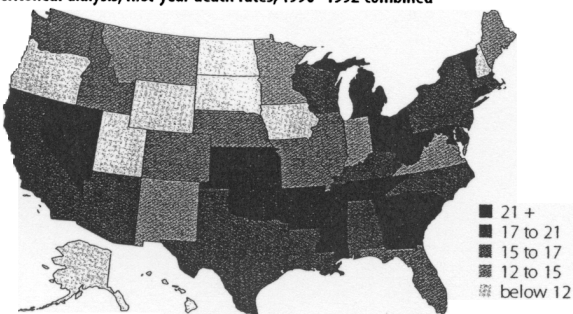 dialysis, first-year death rates, 1990–1992 combined
21 +
17 to 21
15 to 17
12 to 15
below 12